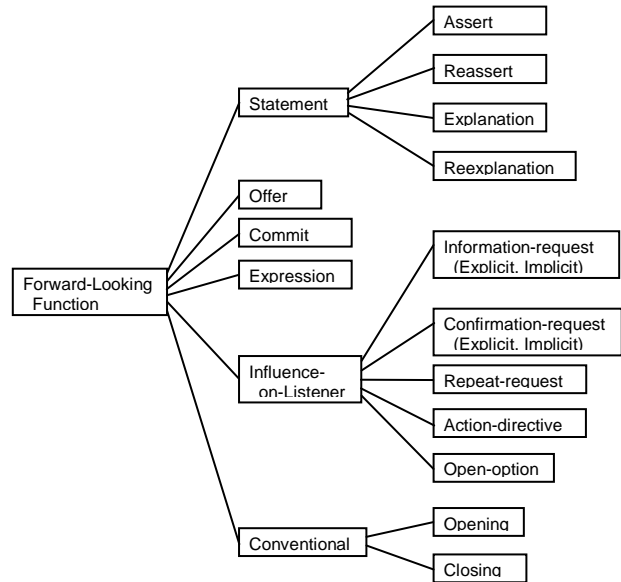 Forward-Looking
Function
Statement
Assert
Reassert
Explanation
Reexplanation
Offer
Commit
Expression
Influence-
on-Listener
Information-request
(Explicit, Implicit)
Confirmation-request
(Explicit, Implicit)
Repeat-request
Action-directive
Open-option
Conventional
Opening
Closing